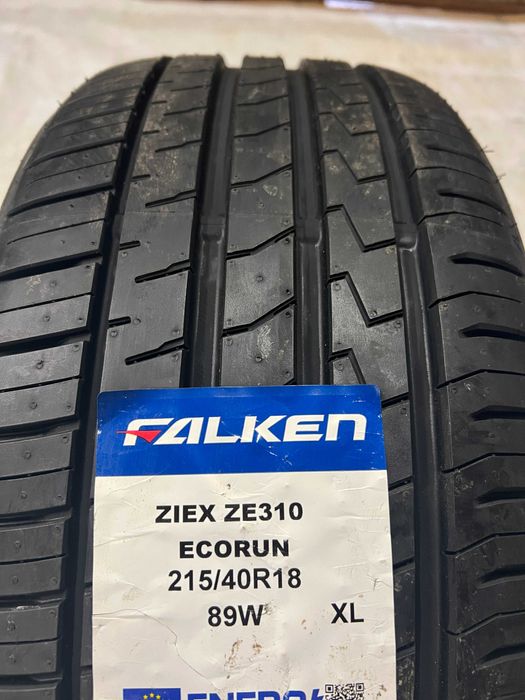 FALKEN
ZIEX ZE310
ECORUN
215/40R18
89W XL